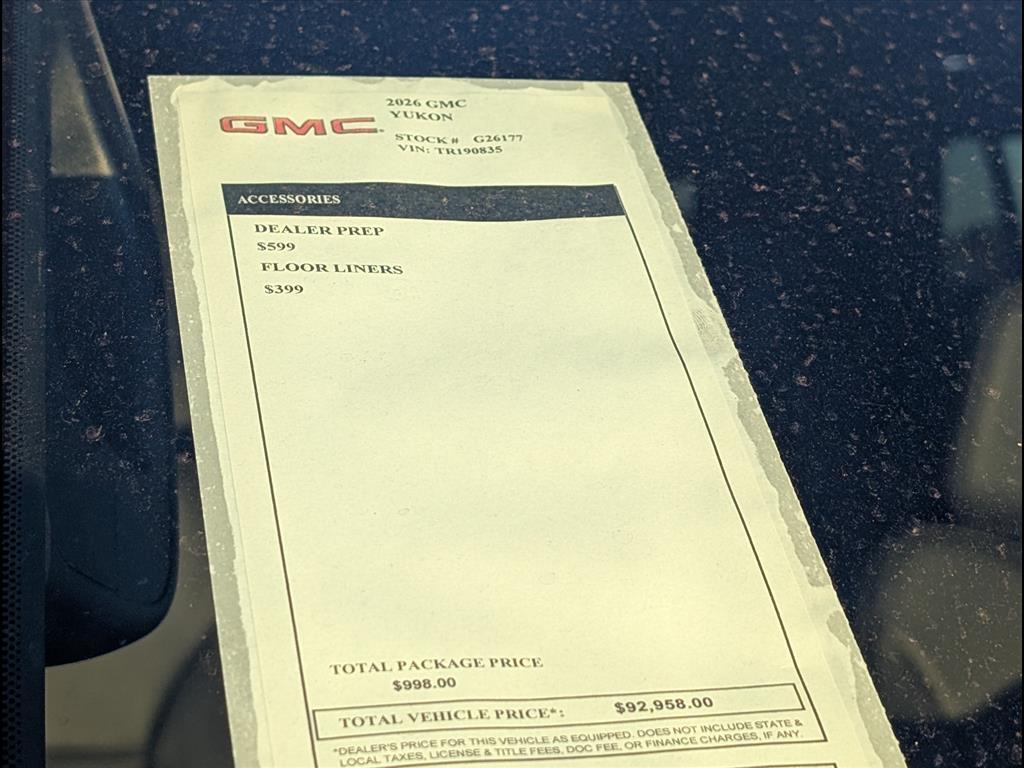 2026 GMC
YUKON
GMC
STOCK # G26177
VIN: TR190835
ACCESSORIES
DEALER PREP
$599
FLOOR LINERS
$399
TOTAL PACKAGE PRICE
$998.00
TOTAL VEHICLE PRICE*: $92,958.00
*DEALER'S PRICE FOR THIS VEHICLE AS EQUIPPED. DOES NOT INCLUDE STATE &
LOCAL TAXES, LICENSE & TITLE FEES, DOC FEE, OR FINANCE CHARGES, IF ANY.